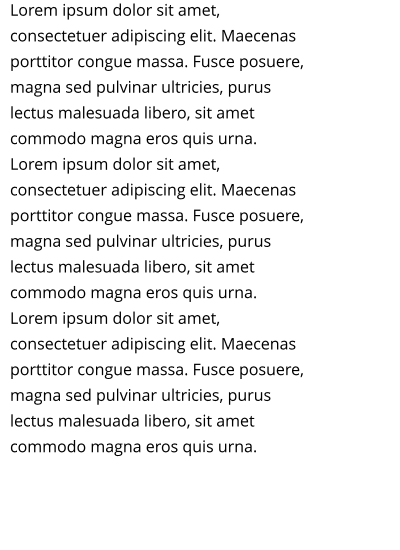 Lorem ipsum dolor sit amet,
consectetuer adipiscing elit. Maecenas
porttitor congue massa. Fusce posuere,
magna sed pulvinar ultricies, purus
lectus malesuada libero, sit amet
commodo magna eros quis urna.
Lorem ipsum dolor sit amet,
consectetuer adipiscing elit. Maecenas
porttitor congue massa. Fusce posuere,
magna sed pulvinar ultricies, purus
lectus malesuada libero, sit amet
commodo magna eros quis urna.
Lorem ipsum dolor sit amet,
consectetuer adipiscing elit. Maecenas
porttitor congue massa. Fusce posuere,
magna sed pulvinar ultricies, purus
lectus malesuada libero, sit amet
commodo magna eros quis urna.